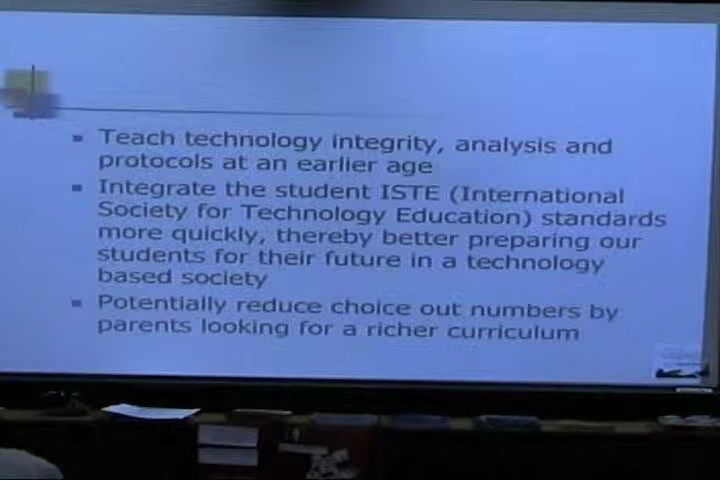 Teach technology integrity, analysis and
protocols at an earlier age
Integrate the student ISTE (International
Society for Technology Education) standards
more quickly, thereby better preparing our
students for their future in a technology
based society
Potentially reduce choice out numbers by
parents looking for a richer curriculum